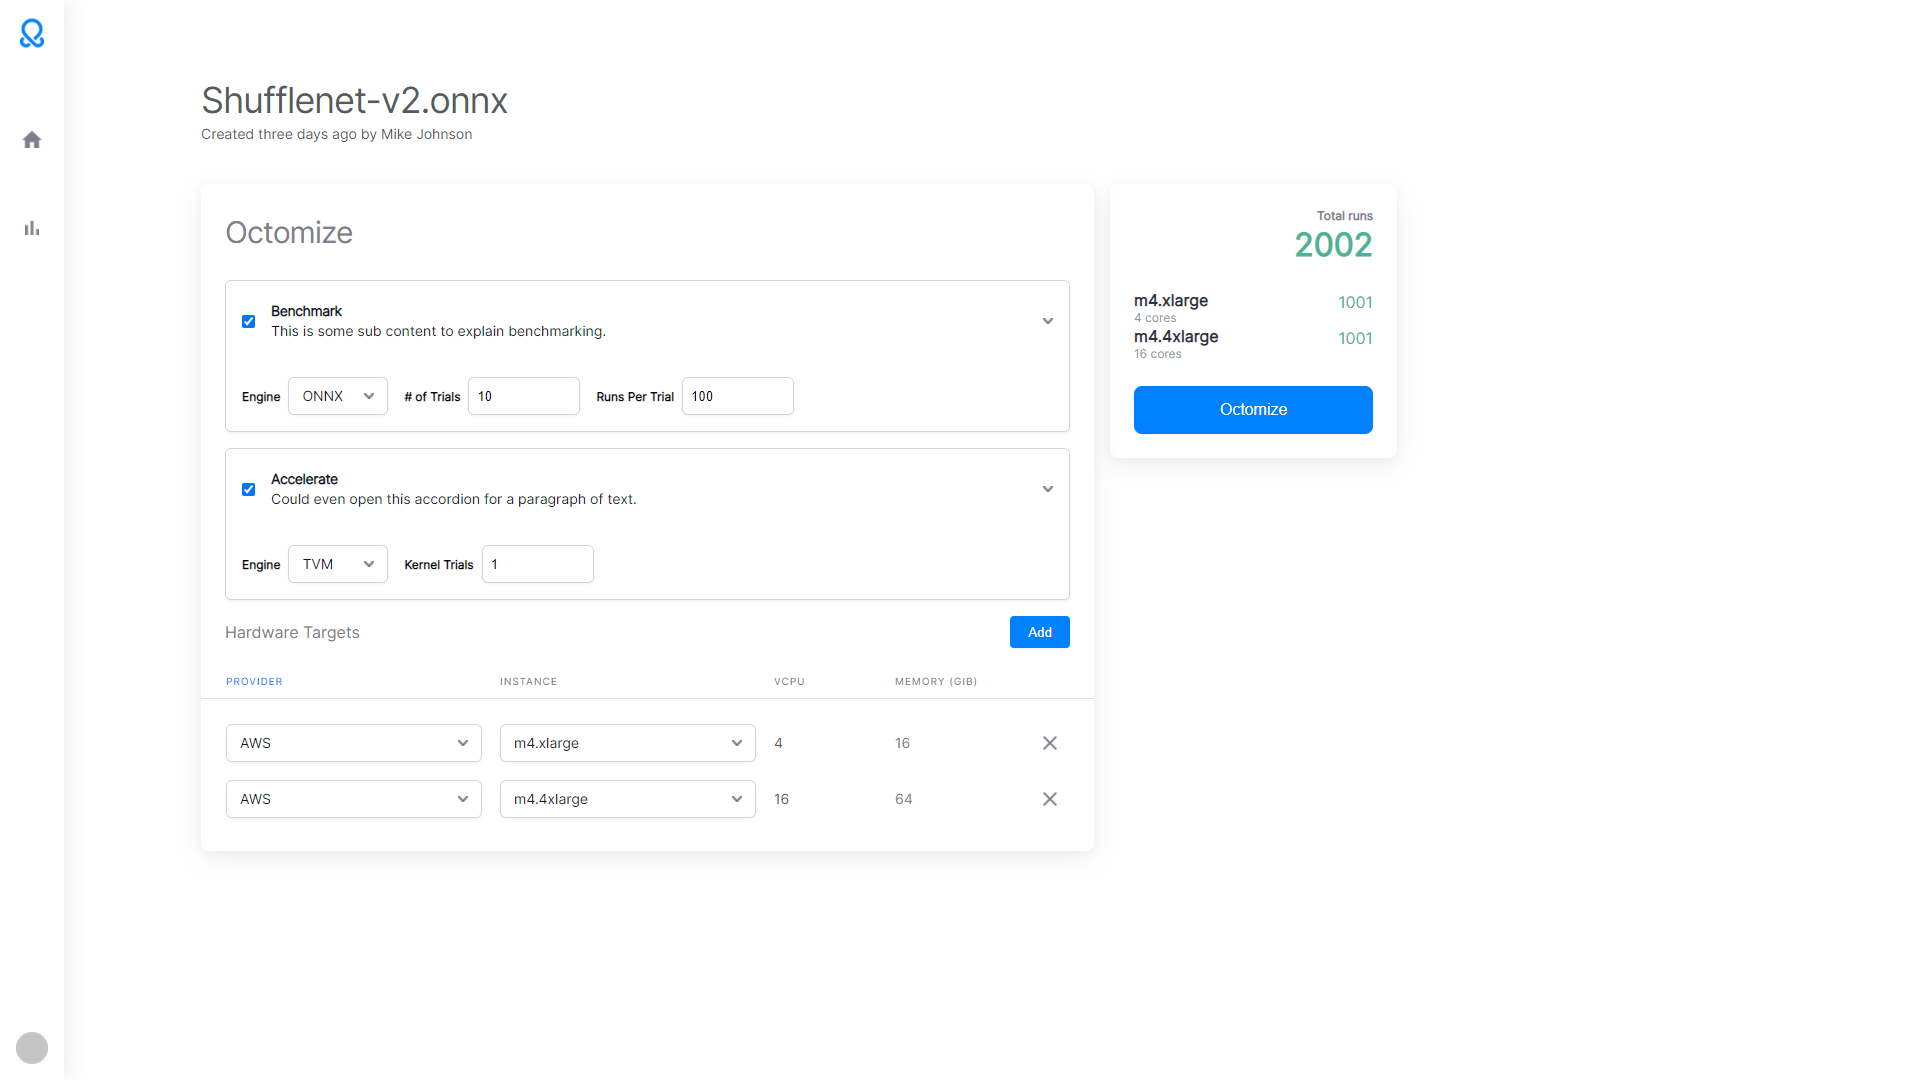 Shufflenet-v2.onnx
Created three days ago by Mike Johnson
Octomize
Benchmark
This is some sub content to explain benchmarking.
Engine ONNX # of Trials 10 Runs Per Trial 100
Accelerate
Could even open this accordion for a paragraph of text.
Engine TVM Kernel Trials 1
Hardware Targets Add
PROVIDER INSTANCE VCPU MEMORY (GIB)
AWS m4.xlarge 4 16
AWS m4.4xlarge 16 64
Total runs
2002
m4.xlarge 1001
4 cores
m4.4xlarge 1001
16 cores
Octomize